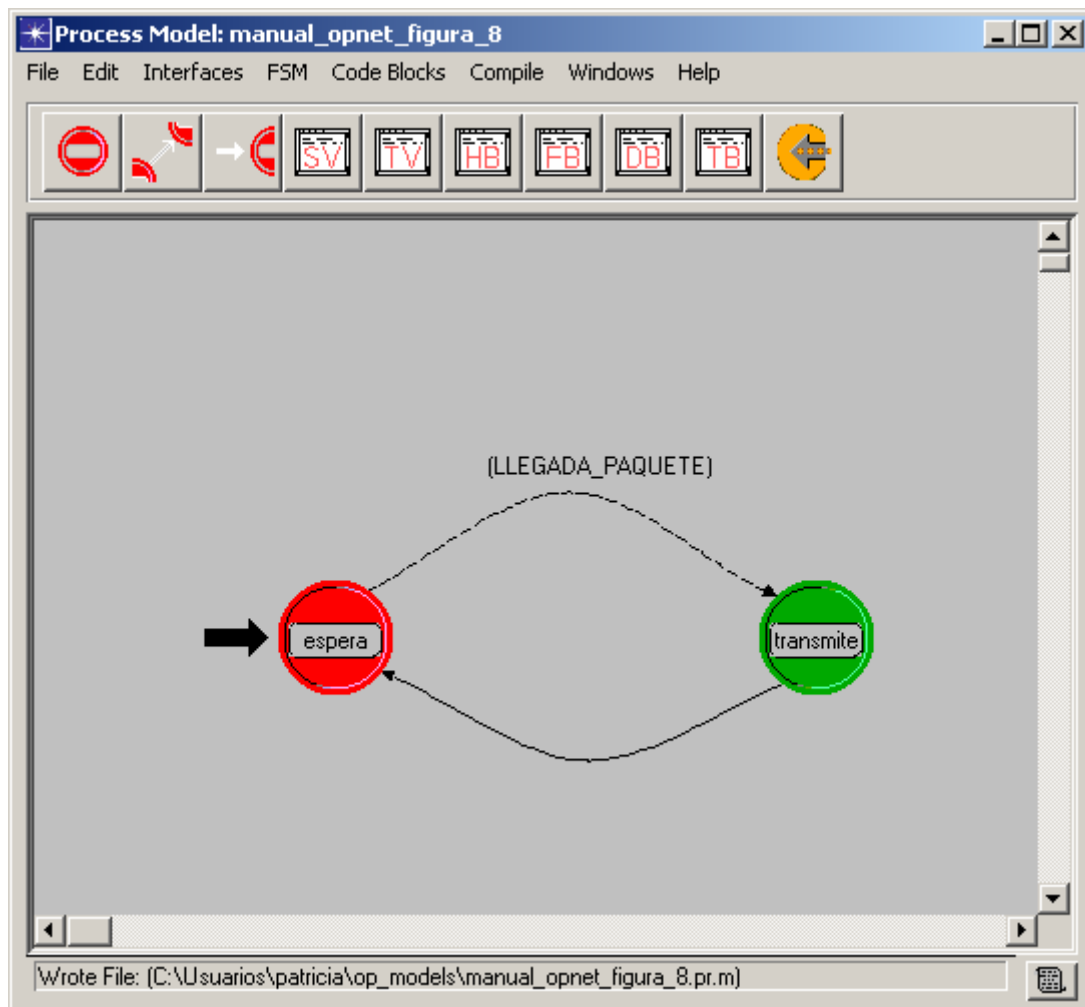 Process Model: manual_opnet_figura_8
File Edit Interfaces FSM Code Blocks Compile Windows Help
SV TV HB FB DB TB
(LLEGADA_PAQUETE)
espera
transmite
Wrote File: (C:\Usuarios\patricia\op_models\manual_opnet_figura_8.pr.m)